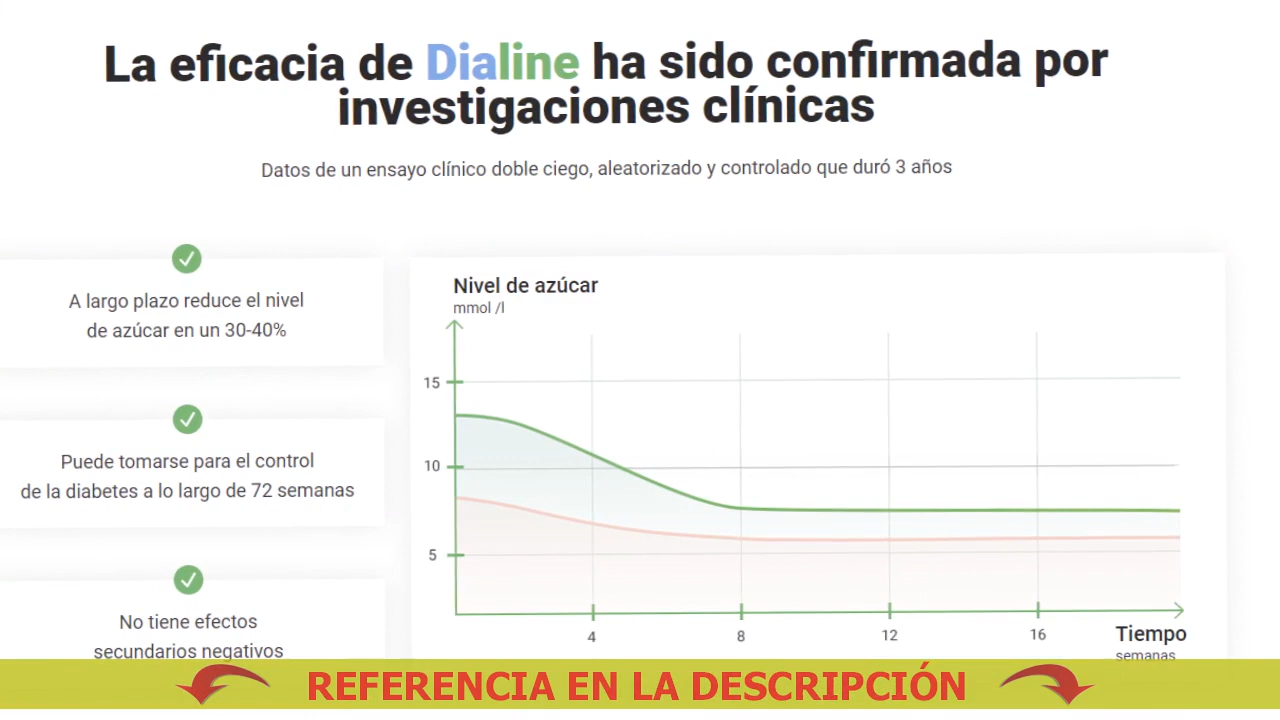 La eficacia de Dialine ha sido confirmada por
investigaciones clínicas
Datos de un ensayo clínico doble ciego, aleatorizado y controlado que duró 3 años
A largo plazo reduce el nivel
de azúcar en un 30-40%
Puede tomarse para el control
de la diabetes a lo largo de 72 semanas
No tiene efectos
secundarios negativos
Nivel de azúcar
mmol /l
15
10
5
4
8
12
16
Tiempo
semanas
REFERENCIA EN LA DESCRIPCIÓN